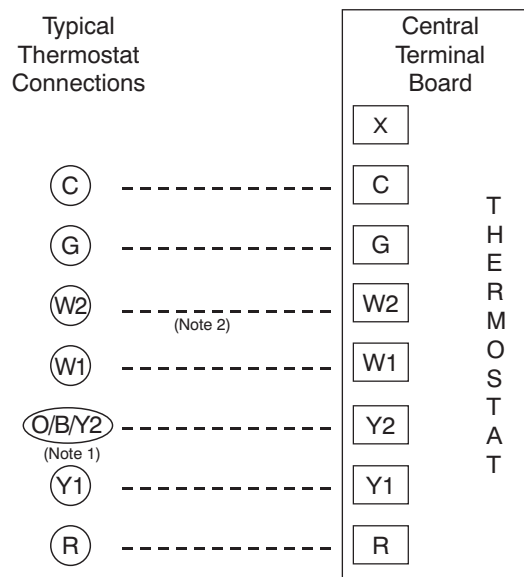 Typical
Thermostat
Connections
Central
Terminal
Board
X
C C
G G
W2 W2
(Note 2)
W1 W1
O/B/Y2 Y2
(Note 1)
Y1 Y1
R R
THERMOSTAT